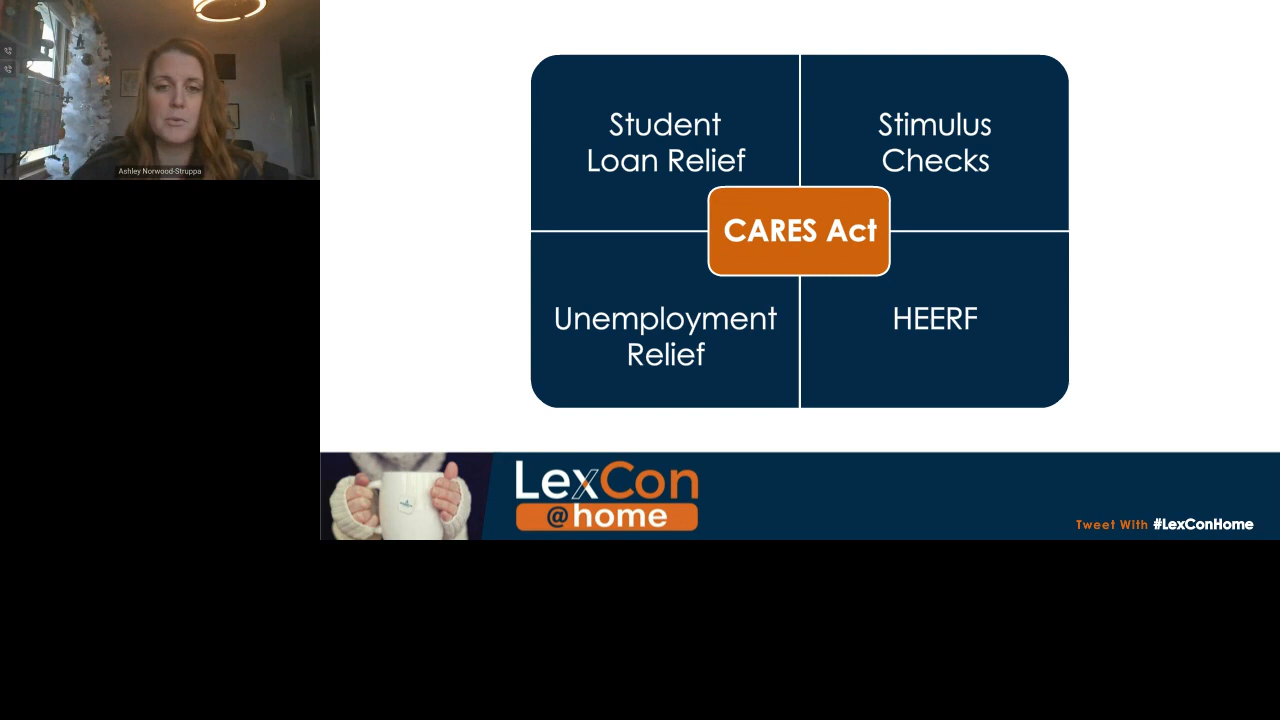 Ashley Norwood-Struppa
Student
Loan Relief
Stimulus
Checks
CARES Act
Unemployment
Relief
HEERF
LexCon
@home
Tweet With #LexConHome